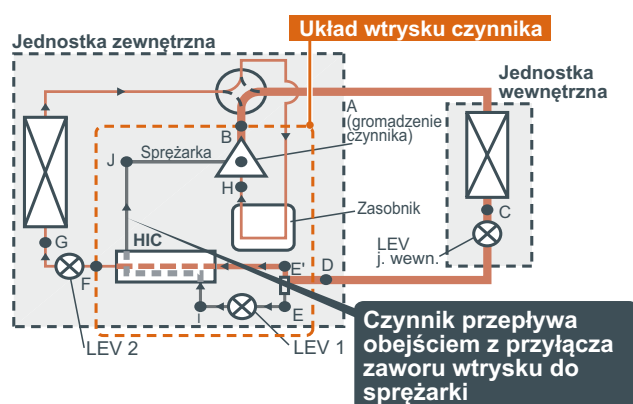 Układ wtrysku czynnika
Jednostka zewnętrzna
Jednostka
wewnętrzna
A
(gromadzenie
czynnika)
B
J
Sprężarka
H
Zasobnik
C
LEV
j. wewn.
G
HIC
F
E'
D
I
E
LEV 2
LEV 1
Czynnik przepływa
obejściem z przyłącza
zaworu wtrysku do
sprężarki